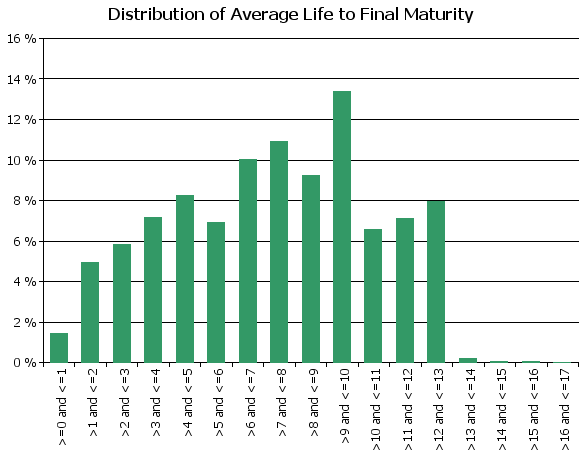 Distribution of Average Life to Final Maturity
16 %
14 %
12 %
10 %
8 %
6 %
4 %
2 %
0 %
>=0 and <=1
>1 and <=2
>2 and <=3
>3 and <=4
>4 and <=5
>5 and <=6
>6 and <=7
>7 and <=8
>8 and <=9
>9 and <=10
>10 and <=11
>11 and <=12
>12 and <=13
>13 and <=14
>14 and <=15
>15 and <=16
>16 and <=17